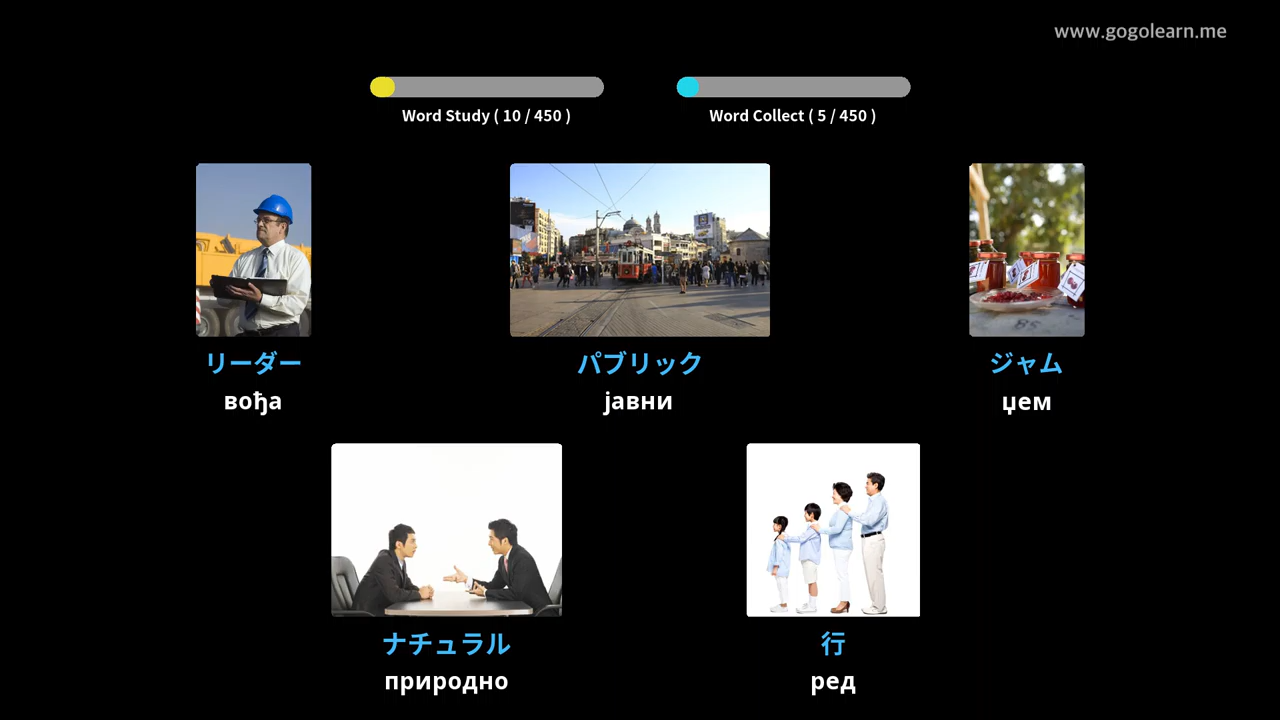 www.gogolearn.me
Word Study ( 10 / 450 )
Word Collect ( 5 / 450 )
リーダー
вођа
パブリック
јавни
ジャム
џем
ナチュラル
природно
行
ред